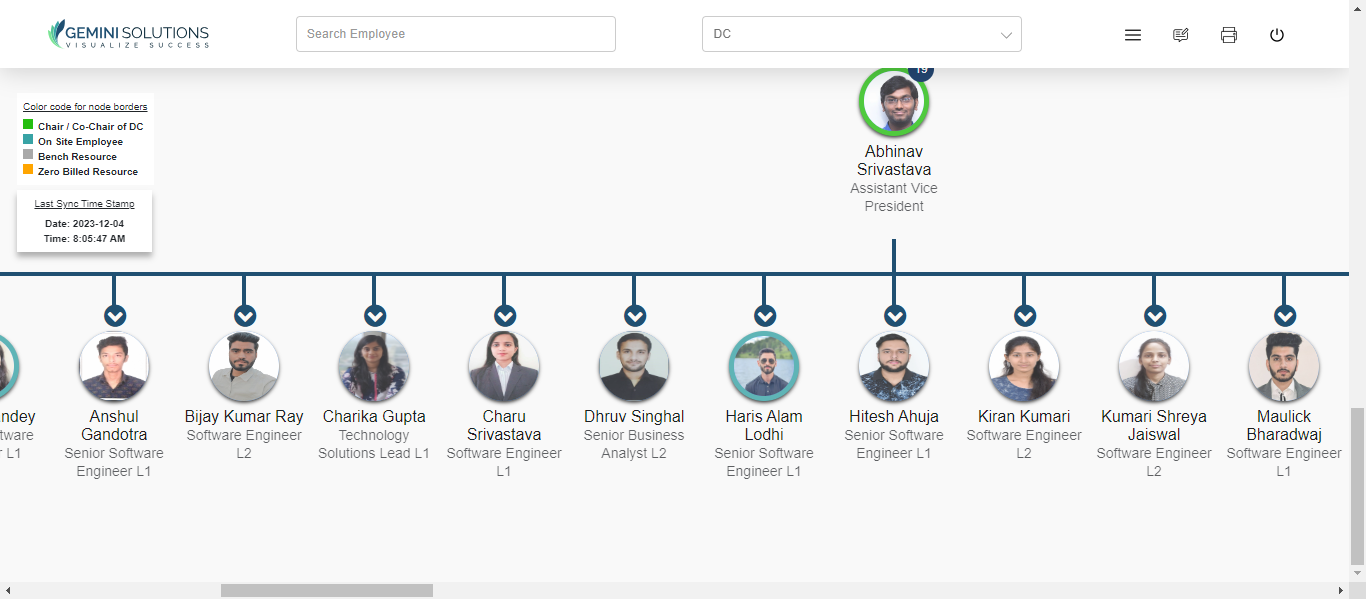 GEMINI SOLUTIONS
VISUALIZE SUCCESS
Search Employee
DC
Color code for node borders
Chair / Co-Chair of DC
On Site Employee
Bench Resource
Zero Billed Resource
Last Sync Time Stamp
Date: 2023-12-04
Time: 8:05:47 AM
19
Abhinav
Srivastava
Assistant Vice
President
ndey
tware
r L1
Anshul
Gandotra
Senior Software
Engineer L1
Bijay Kumar Ray
Software Engineer
L2
Charika Gupta
Technology
Solutions Lead L1
Charu
Srivastava
Software Engineer
L1
Dhruv Singhal
Senior Business
Analyst L2
Haris Alam
Lodhi
Senior Software
Engineer L1
Hitesh Ahuja
Senior Software
Engineer L1
Kiran Kumari
Software Engineer
L2
Kumari Shreya
Jaiswal
Software Engineer
L2
Maulick
Bharadwaj
Software Engineer
L1